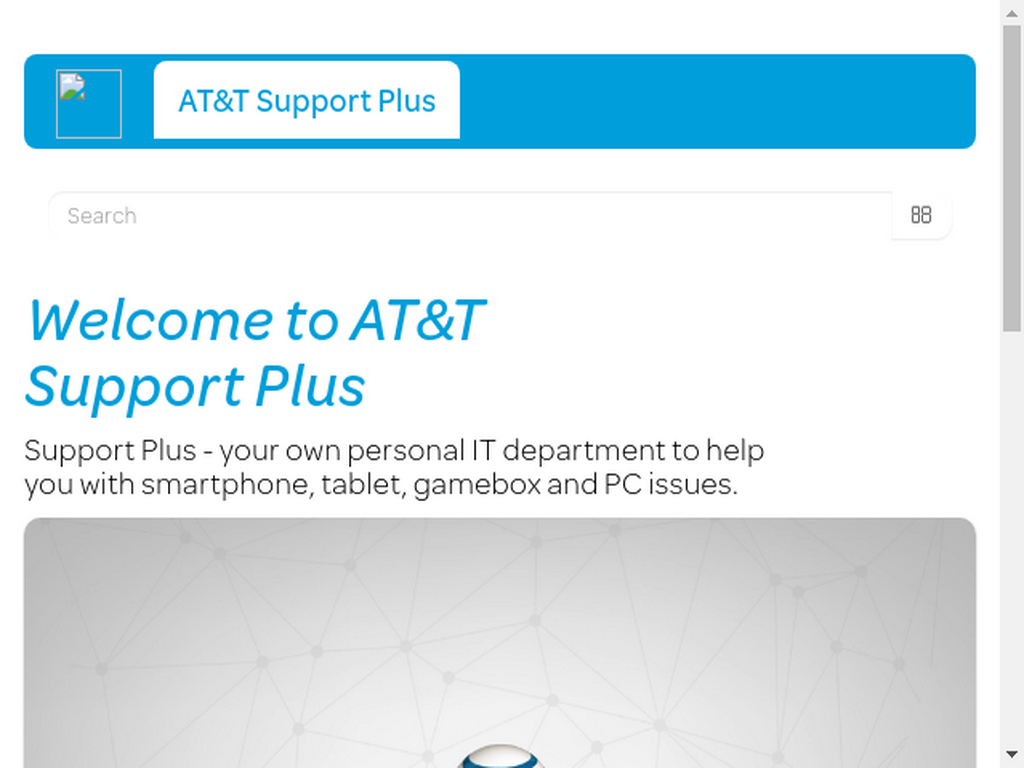 AT&T Support Plus
Search
Welcome to AT&T
Support Plus
Support Plus - your own personal IT department to help
you with smartphone, tablet, gamebox and PC issues.